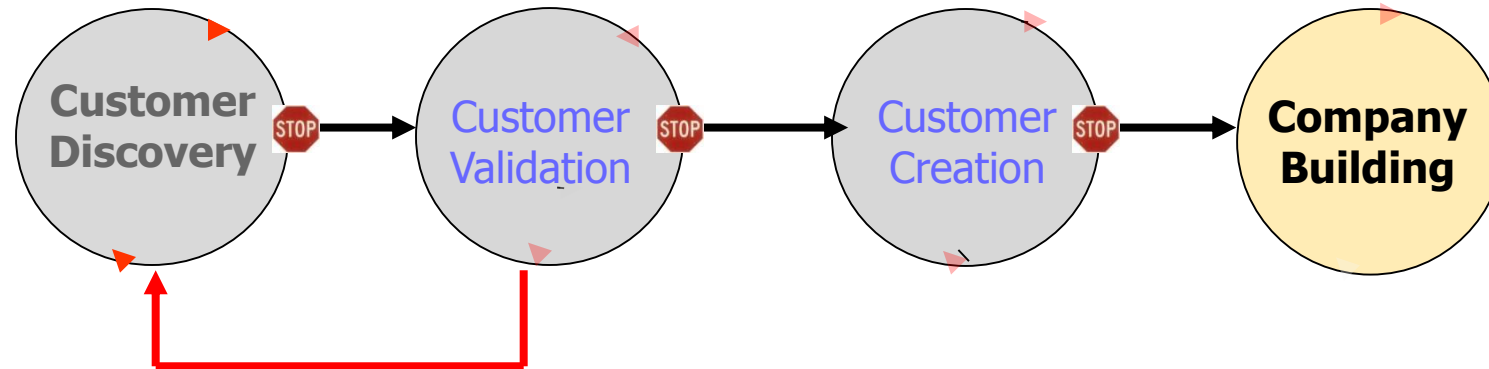 Customer
Discovery
STOP
Customer
Validation
STOP
Customer
Creation
STOP
Company
Building